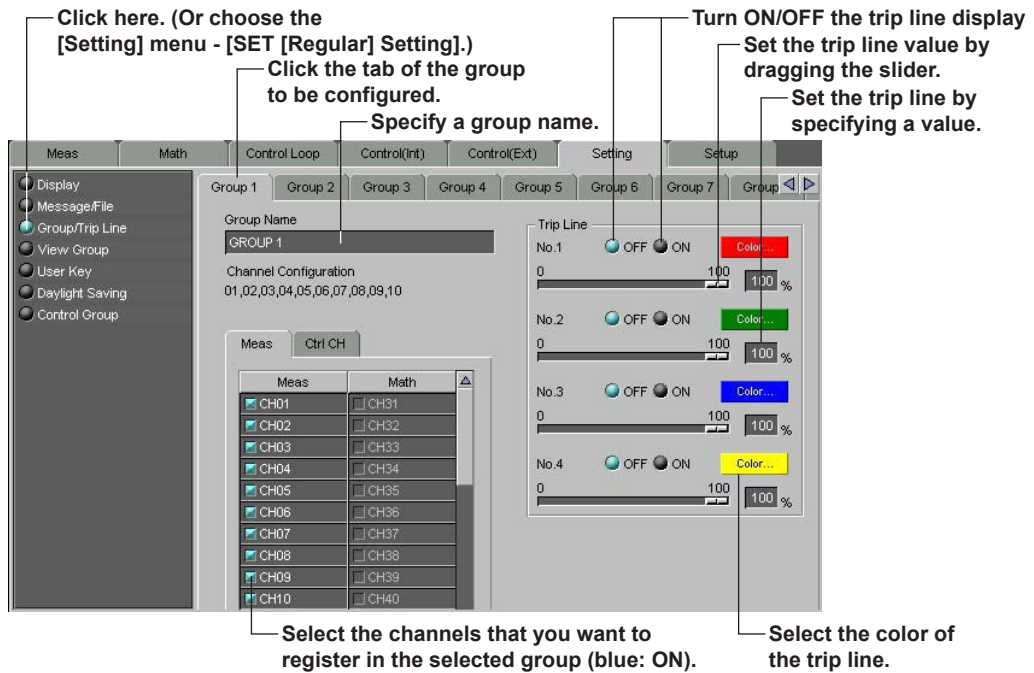 Click here. (Or choose the
[Setting] menu - [SET [Regular] Setting].)
Click the tab of the group
to be configured.
Specify a group name.
Turn ON/OFF the trip line display
Set the trip line value by
dragging the slider.
Set the trip line by
specifying a value.
Meas Math Control Loop Control(Int) Control(Ext) Setting Setup
Display
Message/File
Group/Trip Line
View Group
User Key
Daylight Saving
Control Group
Group 1 Group 2 Group 3 Group 4 Group 5 Group 6 Group 7 Group
Group Name
GROUP 1
Channel Configuration
01,02,03,04,05,06,07,08,09,10
Meas Ctrl CH
Meas Math
CH01 CH31
CH02 CH32
CH03 CH33
CH04 CH34
CH05 CH35
CH06 CH36
CH07 CH37
CH08 CH38
CH09 CH39
CH10 CH40
Trip Line
No.1 OFF ON Color...
0 100 100 %
No.2 OFF ON Color...
0 100 100 %
No.3 OFF ON Color...
0 100 100 %
No.4 OFF ON Color...
0 100 100 %
Select the channels that you want to
register in the selected group (blue: ON).
Select the color of
the trip line.